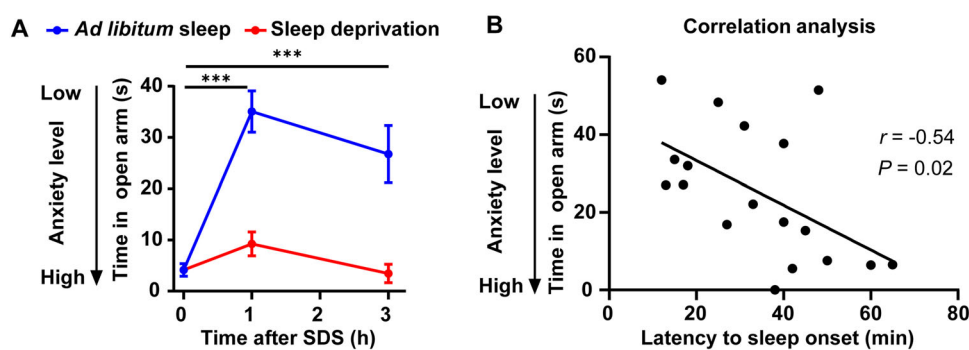 A
Ad libitum sleep
Sleep deprivation
***
***
Low
Anxiety level
High
Time in open arm (s)
40
30
20
10
0
0 1 2 3
Time after SDS (h)
B
Correlation analysis
Low
Anxiety level
High
Time in open arm (s)
60
40
20
0
r = -0.54
P = 0.02
0 20 40 60 80
Latency to sleep onset (min)